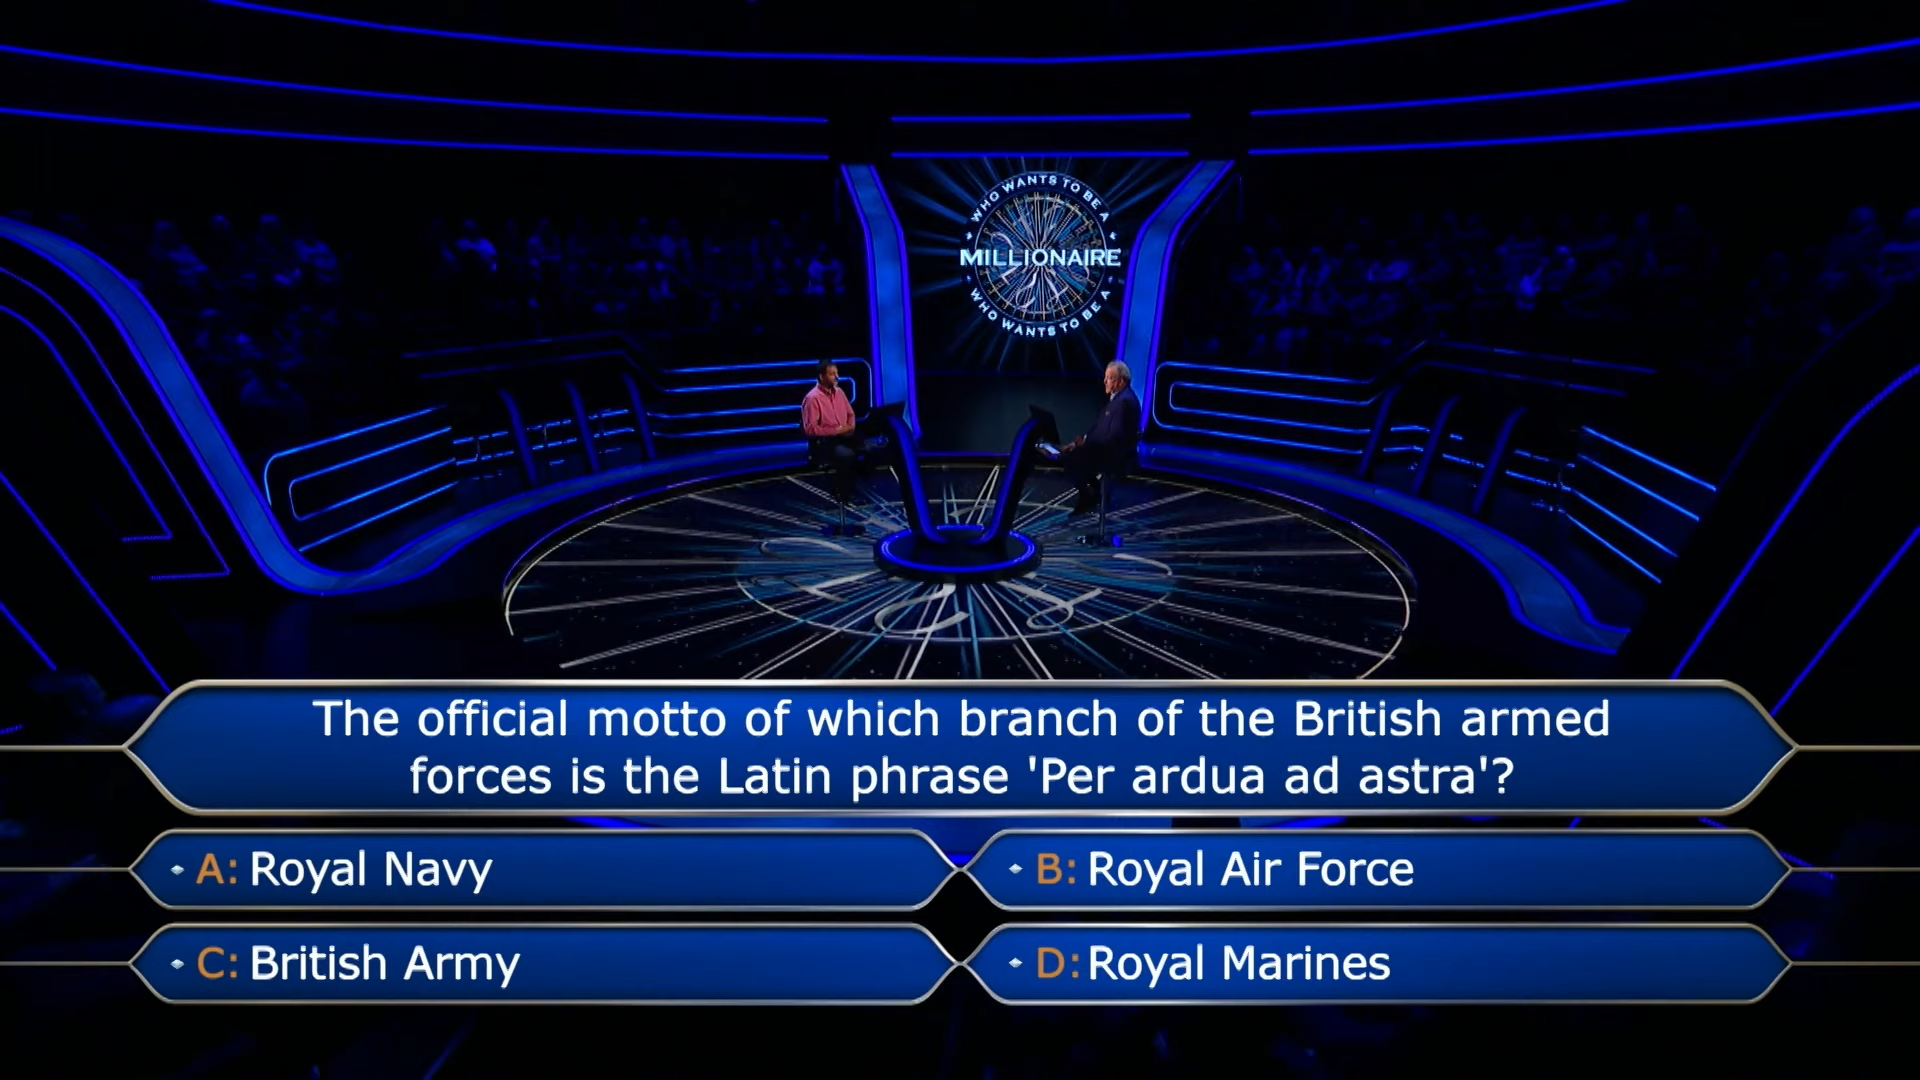 WHO WANTS TO BE A
MILLIONAIRE
WHO WANTS TO BE A
The official motto of which branch of the British armed
forces is the Latin phrase 'Per ardua ad astra'?
A: Royal Navy
B: Royal Air Force
C: British Army
D: Royal Marines